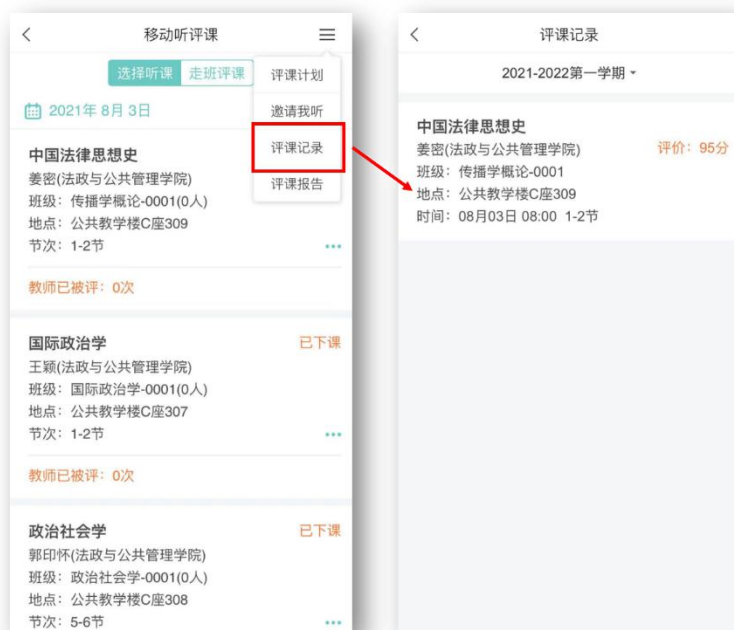 移动听评课
选择听课 走班评课
评课计划
邀请我听
评课记录
评课报告
2021年 8月 3日
中国法律思想史
姜密(法政与公共管理学院)
班级：传播学概论-0001(0人)
地点：公共教学楼C座309
节次：1-2节
教师已被评：0次
国际政治学 已下课
王颖(法政与公共管理学院)
班级：国际政治学-0001(0人)
地点：公共教学楼C座307
节次：1-2节
教师已被评：0次
政治社会学 已下课
郭印怀(法政与公共管理学院)
班级：政治社会学-0001(0人)
地点：公共教学楼C座308
节次：5-6节
评课记录
2021-2022第一学期
中国法律思想史
姜密(法政与公共管理学院) 评价：95分
班级：传播学概论-0001
地点：公共教学楼C座309
时间：08月03日 08:00 1-2节